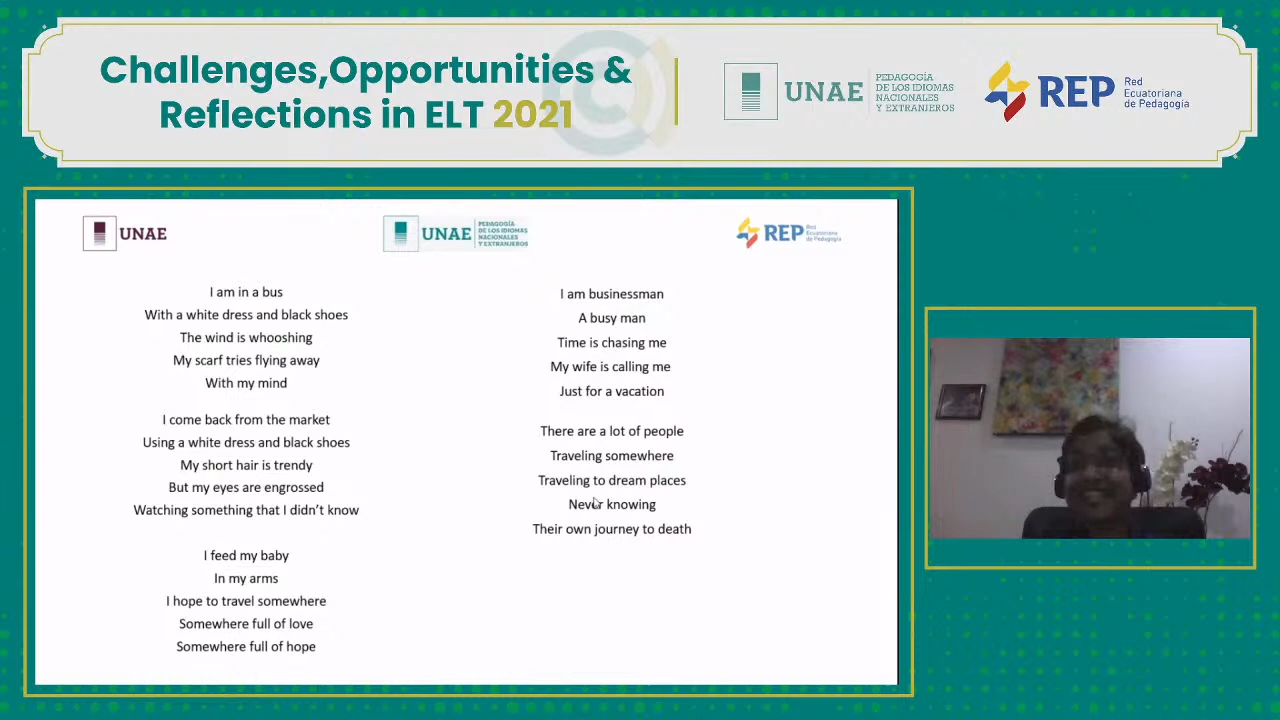 Challenges,Opportunities &
Reflections in ELT 2021
UNAE
PEDAGOGÍA
DE LOS IDIOMAS
NACIONALES
Y EXTRANJEROS
REP
Red
Ecuatoriana
de Pedagogía
UNAE
UNAE
PEDAGOGÍA
DE LOS IDIOMAS
NACIONALES
Y EXTRANJEROS
REP
Red
Ecuatoriana
de Pedagogía
I am in a bus
With a white dress and black shoes
The wind is whooshing
My scarf tries flying away
With my mind
I come back from the market
Using a white dress and black shoes
My short hair is trendy
But my eyes are engrossed
Watching something that I didn't know
I feed my baby
In my arms
I hope to travel somewhere
Somewhere full of love
Somewhere full of hope
I am businessman
A busy man
Time is chasing me
My wife is calling me
Just for a vacation
There are a lot of people
Traveling somewhere
Traveling to dream places
Never knowing
Their own journey to death